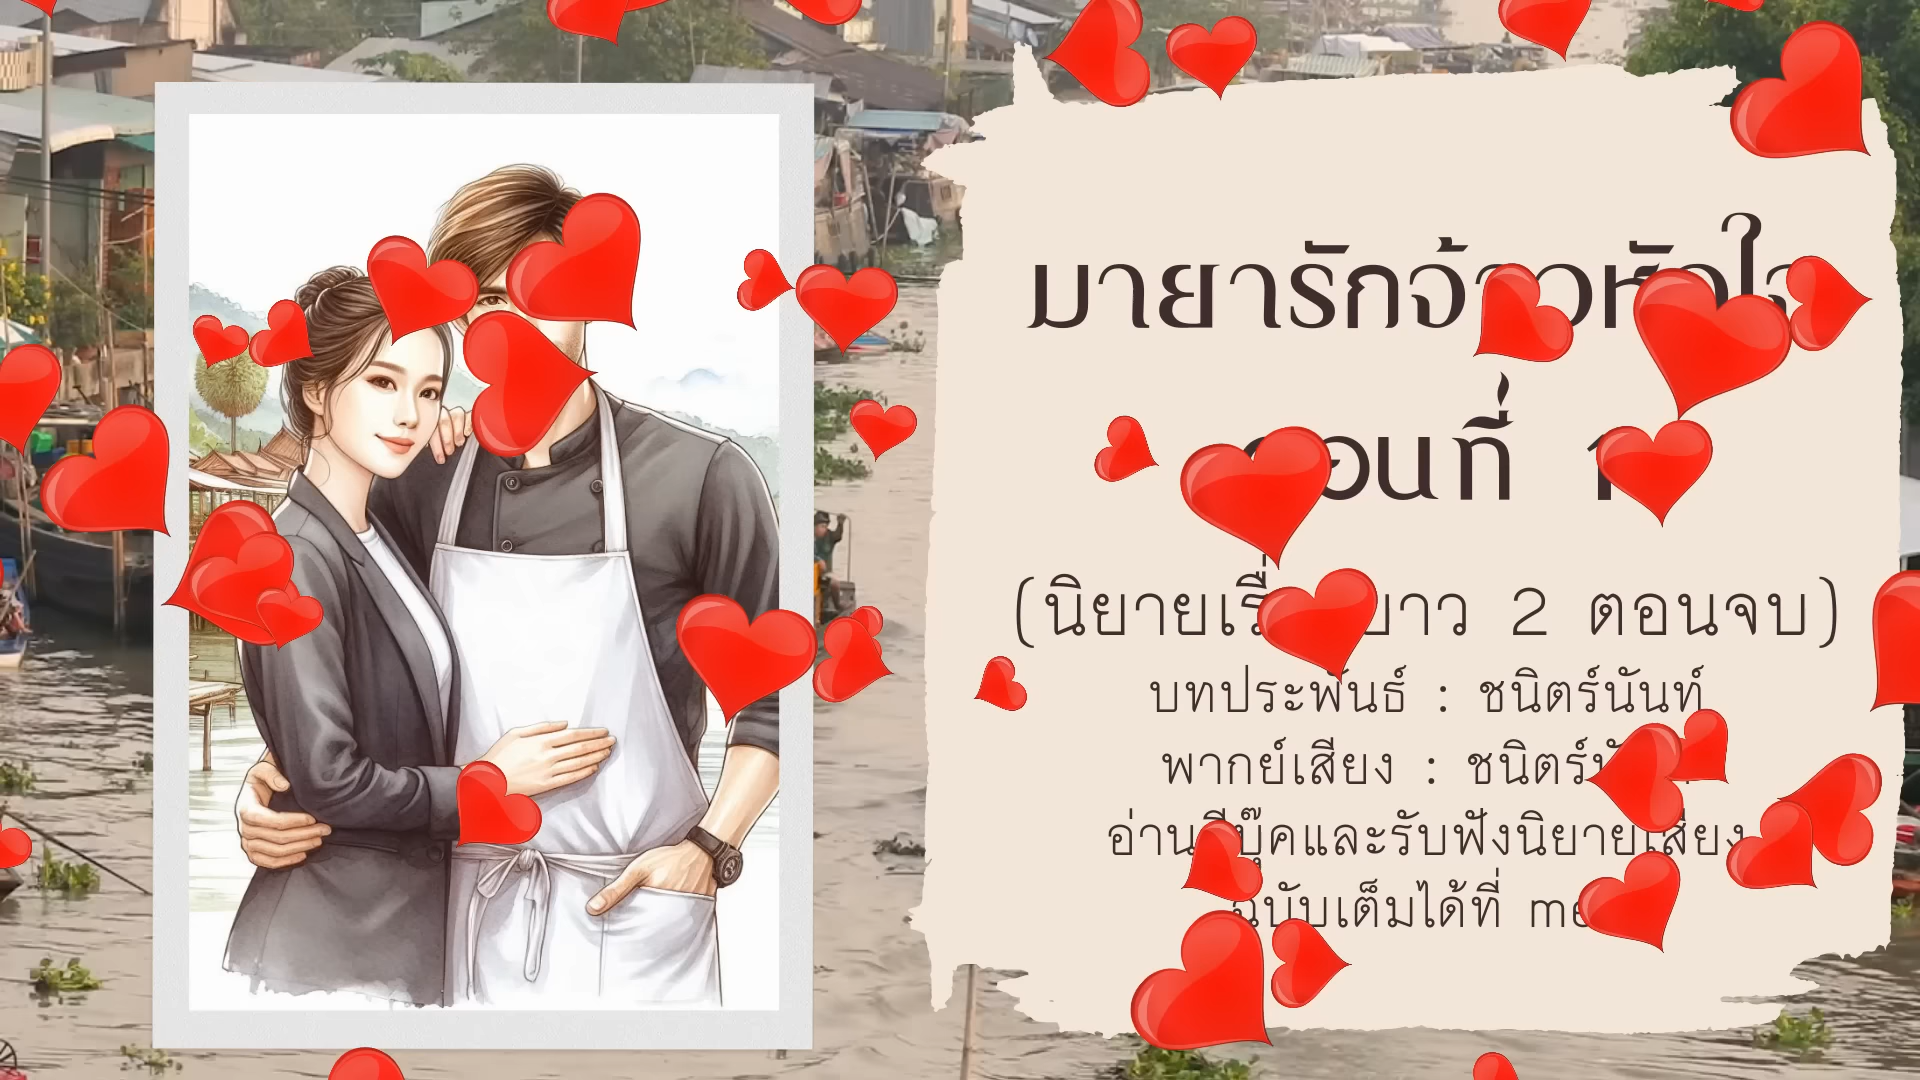 มายารักจ้าวหัวใจ
ตอนที่ 1
(นิยายเรื่องยาว 2 ตอนจบ)
บทประพันธ์ : ชนิตร์นันท์
พากย์เสียง : ชนิตร์นันท์
อ่านอีบุ๊คและรับฟังนิยายเสียง
ฉบับเต็มได้ที่